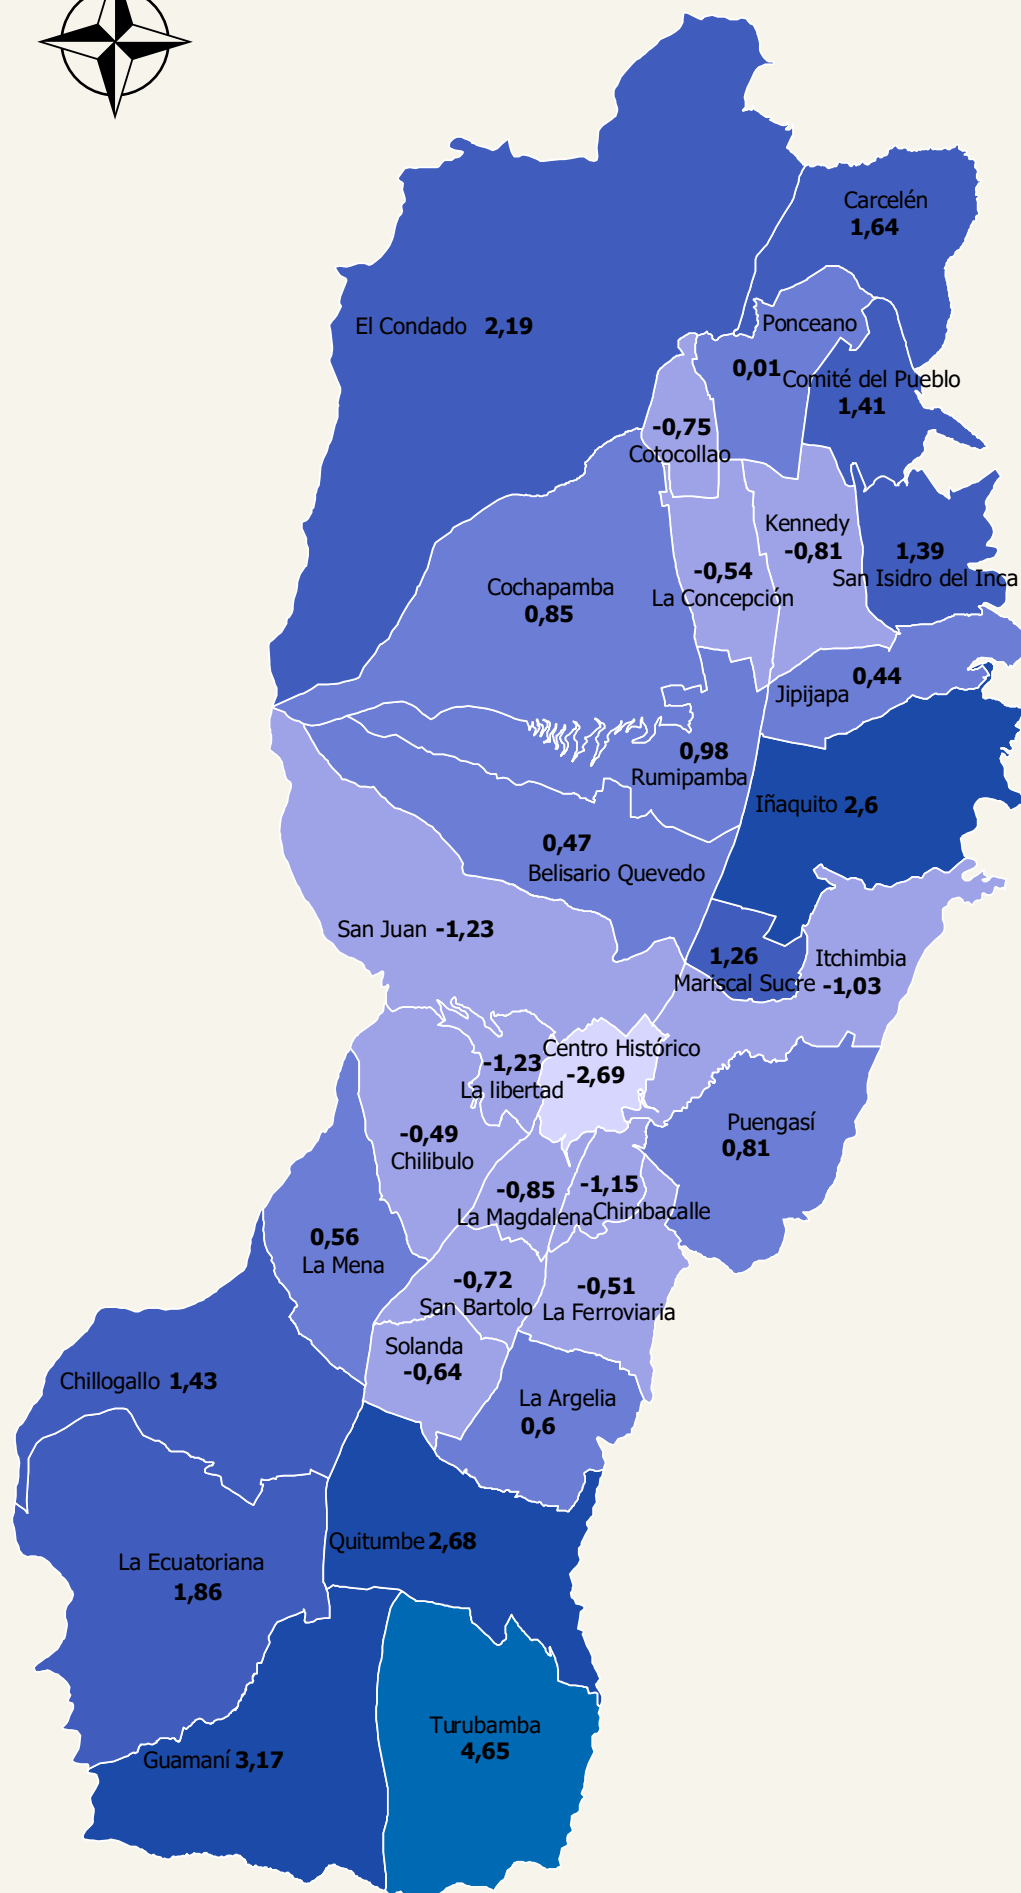 Carcelén
1,64
El Condado 2,19
Ponceano
0,01
Comité del Pueblo
1,41
-0,75
Cotocollao
Kennedy
-0,81
1,39
San Isidro del Inca
-0,54
La Concepción
Cochapamba
0,85
0,44
Jipijapa
0,98
Rumipamba
Iñaquito 2,6
0,47
Belisario Quevedo
San Juan -1,23
1,26
Mariscal Sucre
Itchimbia
-1,03
Centro Histórico
-2,69
-1,23
La libertad
Puengasí
0,81
-0,49
Chilibulo
-0,85
La Magdalena
-1,15
Chimbacalle
0,56
La Mena
-0,72
San Bartolo
-0,51
La Ferroviaria
Solanda
-0,64
Chillogallo 1,43
La Argelia
0,6
Quitumbe 2,68
La Ecuatoriana
1,86
Turubamba
4,65
Guamaní 3,17